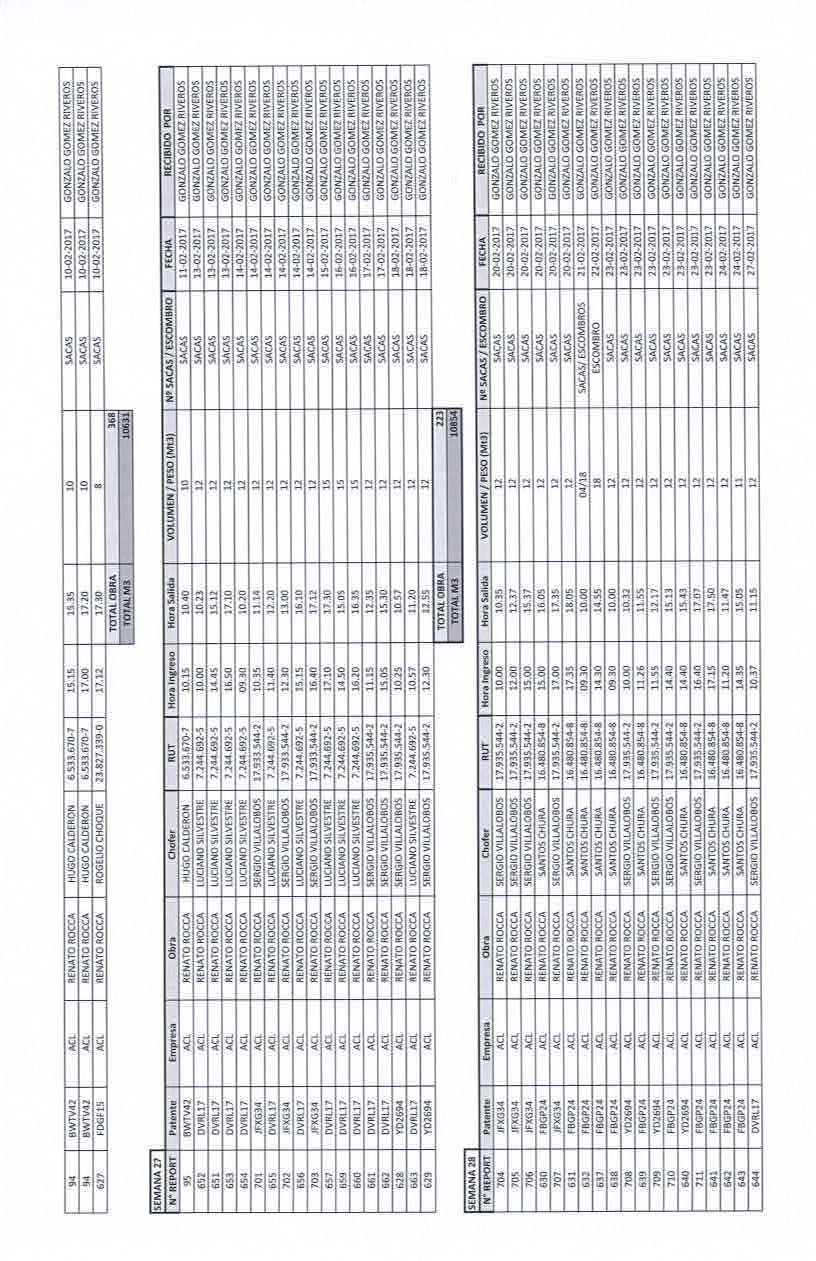 94 BWTV42 ACL RENATO ROCCA HUGO CALDERON 6.533.670-7 15.15 15.35 10 SACAS 10-02-2017 GONZALO GOMEZ RIVEROS
94 BWTV42 ACL RENATO ROCCA HUGO CALDERON 6.533.670-7 17.00 17.20 10 SACAS 10-02-2017 GONZALO GOMEZ RIVEROS
627 FDGF15 ACL RENATO ROCCA ROGELIO CHOQUE 23.827.339-0 17.12 17.30 8 SACAS 10-02-2017 GONZALO GOMEZ RIVEROS
TOTAL OBRA 368
TOTAL M3 10631
SEMANA 27
N° REPORT Patente Empresa Obra Chofer RUT Hora Ingreso Hora Salida VOLUMEN / PESO (Mt3) Nº SACAS / ESCOMBRO FECHA RECIBIDO POR
95 BWTV42 ACL RENATO ROCCA HUGO CALDERON 6.533.670-7 10.15 10.40 10 SACAS 11-02-2017 GONZALO GOMEZ RIVEROS
652 DVRL17 ACL RENATO ROCCA LUCIANO SILVESTRE 7.244.692-5 10.00 10.23 12 SACAS 13-02-2017 GONZALO GOMEZ RIVEROS
651 DVRL17 ACL RENATO ROCCA LUCIANO SILVESTRE 7.244.692-5 14.45 15.12 12 SACAS 13-02-2017 GONZALO GOMEZ RIVEROS
653 DVRL17 ACL RENATO ROCCA LUCIANO SILVESTRE 7.244.692-5 16.50 17.10 12 SACAS 13-02-2017 GONZALO GOMEZ RIVEROS
654 DVRL17 ACL RENATO ROCCA LUCIANO SILVESTRE 7.244.692-5 09.30 10.20 12 SACAS 14-02-2017 GONZALO GOMEZ RIVEROS
701 JFXG34 ACL RENATO ROCCA SERGIO VILLALOBOS 17.933.544-2 10.35 11.14 12 SACAS 14-02-2017 GONZALO GOMEZ RIVEROS
655 DVRL17 ACL RENATO ROCCA LUCIANO SILVESTRE 7.244.692-5 11.40 12.20 12 SACAS 14-02-2017 GONZALO GOMEZ RIVEROS
702 JFXG34 ACL RENATO ROCCA SERGIO VILLALOBOS 17.933.544-2 12.30 13.00 12 SACAS 14-02-2017 GONZALO GOMEZ RIVEROS
656 DVRL17 ACL RENATO ROCCA LUCIANO SILVESTRE 7.244.692-5 15.15 16.10 12 SACAS 14-02-2017 GONZALO GOMEZ RIVEROS
703 JFXG34 ACL RENATO ROCCA SERGIO VILLALOBOS 17.933.544-2 16.40 17.12 12 SACAS 14-02-2017 GONZALO GOMEZ RIVEROS
657 DVRL17 ACL RENATO ROCCA LUCIANO SILVESTRE 7.244.692-5 17.10 17.30 15 SACAS 15-02-2017 GONZALO GOMEZ RIVEROS
659 DVRL17 ACL RENATO ROCCA LUCIANO SILVESTRE 7.244.692-5 14.50 15.05 15 SACAS 16-02-2017 GONZALO GOMEZ RIVEROS
660 DVRL17 ACL RENATO ROCCA LUCIANO SILVESTRE 7.244.692-5 16.20 16.35 15 SACAS 16-02-2017 GONZALO GOMEZ RIVEROS
661 DVRL17 ACL RENATO ROCCA SERGIO VILLALOBOS 17.935.544-2 11.15 12.35 12 SACAS 17-02-2017 GONZALO GOMEZ RIVEROS
662 DVRL17 ACL RENATO ROCCA SERGIO VILLALOBOS 17.935.544-2 15.05 15.30 12 SACAS 17-02-2017 GONZALO GOMEZ RIVEROS
628 YD2694 ACL RENATO ROCCA SERGIO VILLALOBOS 17.935.544-2 10.25 10.57 12 SACAS 18-02-2017 GONZALO GOMEZ RIVEROS
663 DVRL17 ACL RENATO ROCCA LUCIANO SILVESTRE 7.244.692-5 10.57 11.20 12 SACAS 18-02-2017 GONZALO GOMEZ RIVEROS
629 YD2694 ACL RENATO ROCCA SERGIO VILLALOBOS 17.935.544-2 12.30 12.55 12 SACAS 18-02-2017 GONZALO GOMEZ RIVEROS
TOTAL OBRA 223
TOTAL M3 10854
SEMANA 28
N° REPORT Patente Empresa Obra Chofer RUT Hora Ingreso Hora Salida VOLUMEN / PESO (Mt3) Nº SACAS / ESCOMBRO FECHA RECIBIDO POR
704 JFXG34 ACL RENATO ROCCA SERGIO VILLALOBOS 17.935.544-2 10.00 10.35 12 SACAS 20-02-2017 GONZALO GOMEZ RIVEROS
705 JFXG34 ACL RENATO ROCCA SERGIO VILLALOBOS 17.935.544-2 12.00 12.37 12 SACAS 20-02-2017 GONZALO GOMEZ RIVEROS
706 JFXG34 ACL RENATO ROCCA SERGIO VILLALOBOS 17.935.544-2 15.00 15.37 12 SACAS 20-02-2017 GONZALO GOMEZ RIVEROS
630 FBGP24 ACL RENATO ROCCA SANTOS CHURA 16.480.854-8 15.00 16.05 12 SACAS 20-02-2017 GONZALO GOMEZ RIVEROS
707 JFXG34 ACL RENATO ROCCA SERGIO VILLALOBOS 17.935.544-2 17.00 17.35 12 SACAS 20-02-2017 GONZALO GOMEZ RIVEROS
631 FBGP24 ACL RENATO ROCCA SANTOS CHURA 16.480.854-8 17.35 18.05 12 SACAS 20-02-2017 GONZALO GOMEZ RIVEROS
632 FBGP24 ACL RENATO ROCCA SANTOS CHURA 16.480.854-8 09.30 10.00 04/18 SACAS/ ESCOMBROS 21-02-2017 GONZALO GOMEZ RIVEROS
637 FBGP24 ACL RENATO ROCCA SANTOS CHURA 16.480.854-8 14.30 14.55 18 ESCOMBRO 22-02-2017 GONZALO GOMEZ RIVEROS
638 FBGP24 ACL RENATO ROCCA SANTOS CHURA 16.480.854-8 09.30 10.00 12 SACAS 23-02-2017 GONZALO GOMEZ RIVEROS
708 YD2694 ACL RENATO ROCCA SERGIO VILLALOBOS 17.935.544-2 10.00 10.32 12 SACAS 23-02-2017 GONZALO GOMEZ RIVEROS
639 FBGP24 ACL RENATO ROCCA SANTOS CHURA 16.480.854-8 11.26 11.55 12 SACAS 23-02-2017 GONZALO GOMEZ RIVEROS
709 YD2694 ACL RENATO ROCCA SERGIO VILLALOBOS 17.935.544-2 11.55 12.17 12 SACAS 23-02-2017 GONZALO GOMEZ RIVEROS
710 FBGP24 ACL RENATO ROCCA SERGIO VILLALOBOS 17.935.544-2 14.40 15.13 12 SACAS 23-02-2017 GONZALO GOMEZ RIVEROS
640 YD2694 ACL RENATO ROCCA SANTOS CHURA 16.480.854-8 14.40 15.43 12 SACAS 23-02-2017 GONZALO GOMEZ RIVEROS
711 FBGP24 ACL RENATO ROCCA SERGIO VILLALOBOS 17.935.544-2 16.40 17.07 12 SACAS 23-02-2017 GONZALO GOMEZ RIVEROS
641 FBGP24 ACL RENATO ROCCA SANTOS CHURA 16.480.854-8 17.15 17.50 12 SACAS 23-02-2017 GONZALO GOMEZ RIVEROS
642 FBGP24 ACL RENATO ROCCA SANTOS CHURA 16.480.854-8 11.20 11.47 12 SACAS 24-02-2017 GONZALO GOMEZ RIVEROS
643 FBGP24 ACL RENATO ROCCA SANTOS CHURA 16.480.854-8 14.35 15.05 11 SACAS 24-02-2017 GONZALO GOMEZ RIVEROS
644 DVRL17 ACL RENATO ROCCA SERGIO VILLALOBOS 17.935.544-2 10.37 11.15 12 SACAS 27-02-2017 GONZALO GOMEZ RIVEROS